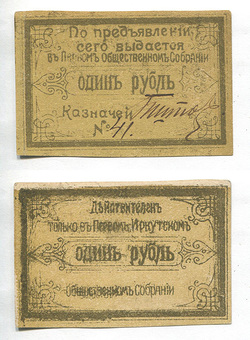 По предъявленiи
сего выдается
въ Первомъ Общественномъ Собранiи
ОДИНЪ РУБЛЬ
Казначей
№ 41.
Дѣйствителенъ
только въ Первомъ Иркутскомъ
ОДИНЪ РУБЛЬ
Общественномъ Собранiи